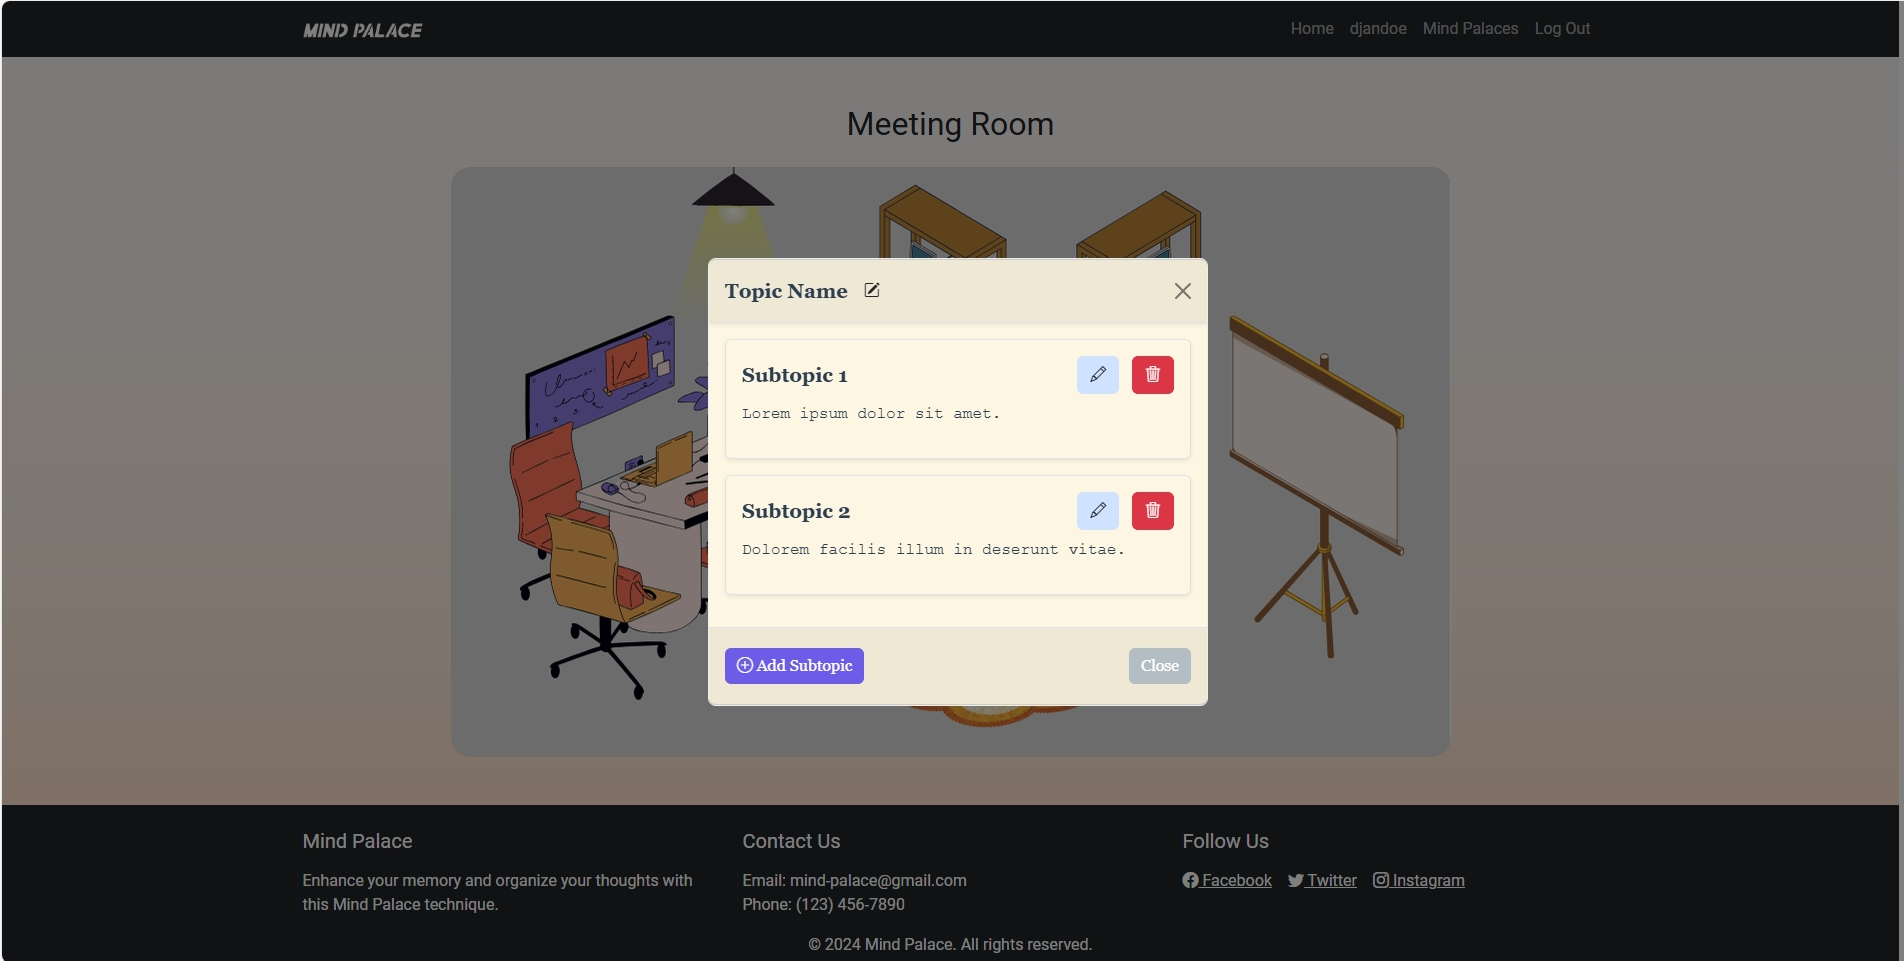 MIND PALACE
Home djandoe Mind Palaces Log Out
Meeting Room
Topic Name
Subtopic 1
Lorem ipsum dolor sit amet.
Subtopic 2
Dolorem facilis illum in deserunt vitae.
Add Subtopic
Close
Mind Palace
Enhance your memory and organize your thoughts with
this Mind Palace technique.
Contact Us
Email: mind-palace@gmail.com
Phone: (123) 456-7890
Follow Us
Facebook Twitter Instagram
© 2024 Mind Palace. All rights reserved.